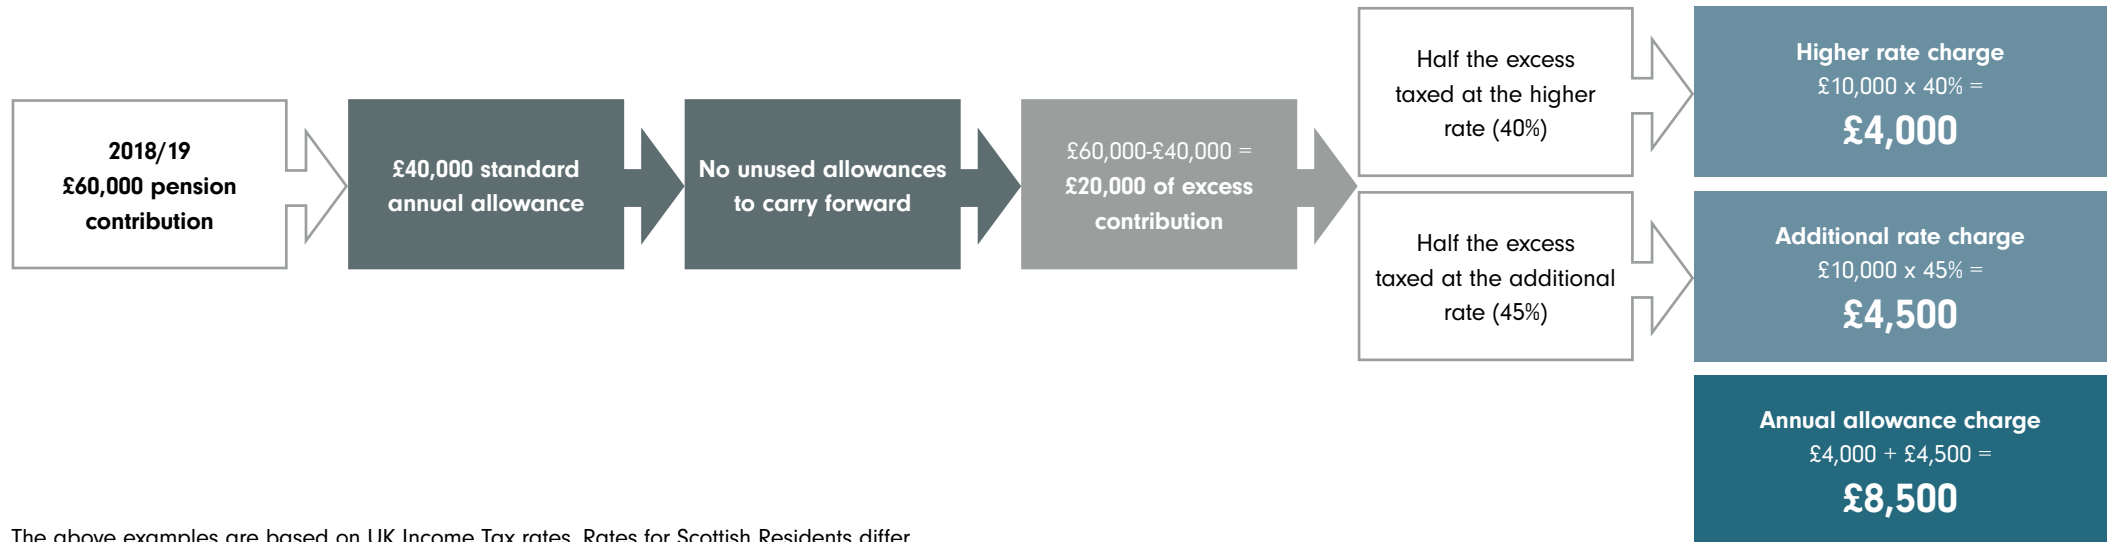 2018/19
£60,000 pension
contribution
£40,000 standard
annual allowance
No unused allowances
to carry forward
£60,000-£40,000 =
£20,000 of excess
contribution
Half the excess
taxed at the higher
rate (40%)
Higher rate charge
£10,000 x 40% =
£4,000
Half the excess
taxed at the additional
rate (45%)
Additional rate charge
£10,000 x 45% =
£4,500
Annual allowance charge
£4,000 + £4,500 =
£8,500
The above examples are based on UK Income Tax rates. Rates for Scottish Residents differ.